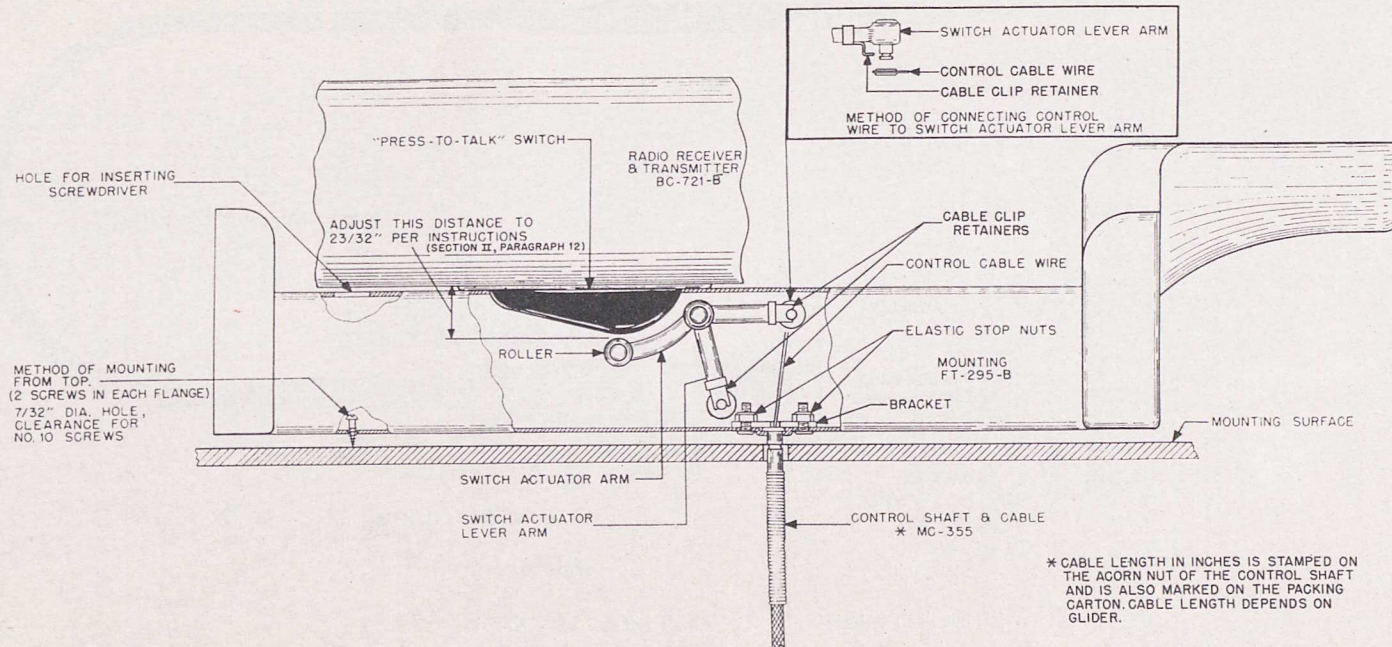 SWITCH ACTUATOR LEVER ARM
CONTROL CABLE WIRE
CABLE CLIP RETAINER
METHOD OF CONNECTING CONTROL
WIRE TO SWITCH ACTUATOR LEVER ARM
"PRESS-TO-TALK" SWITCH
RADIO RECEIVER
& TRANSMITTER
BC-721-B
HOLE FOR INSERTING
SCREWDRIVER
ADJUST THIS DISTANCE TO
23/32" PER INSTRUCTIONS
(SECTION II, PARAGRAPH 12)
CABLE CLIP
RETAINERS
CONTROL CABLE WIRE
ELASTIC STOP NUTS
ROLLER
MOUNTING
FT-295-B
METHOD OF MOUNTING
FROM TOP.
(2 SCREWS IN EACH FLANGE)
7/32" DIA. HOLE,
CLEARANCE FOR
NO. 10 SCREWS
BRACKET
MOUNTING SURFACE
SWITCH ACTUATOR ARM
SWITCH ACTUATOR
LEVER ARM
CONTROL SHAFT & CABLE
* MC-355
* CABLE LENGTH IN INCHES IS STAMPED ON
THE ACORN NUT OF THE CONTROL SHAFT
AND IS ALSO MARKED ON THE PACKING
CARTON. CABLE LENGTH DEPENDS ON
GLIDER.